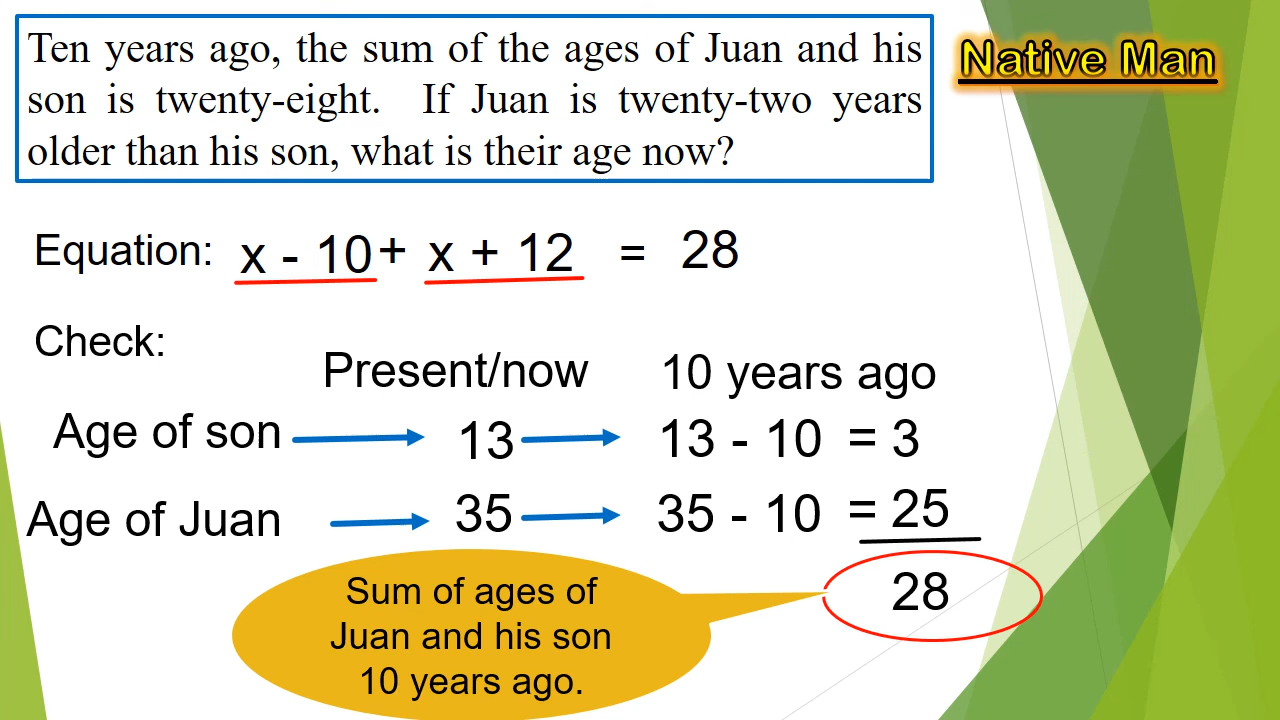 Ten years ago, the sum of the ages of Juan and his
son is twenty-eight. If Juan is twenty-two years
older than his son, what is their age now?
Native Man
Equation: x - 10 + x + 12 = 28
Check:
Present/now 10 years ago
Age of son 13 13 - 10 = 3
Age of Juan 35 35 - 10 = 25
28
Sum of ages of
Juan and his son
10 years ago.